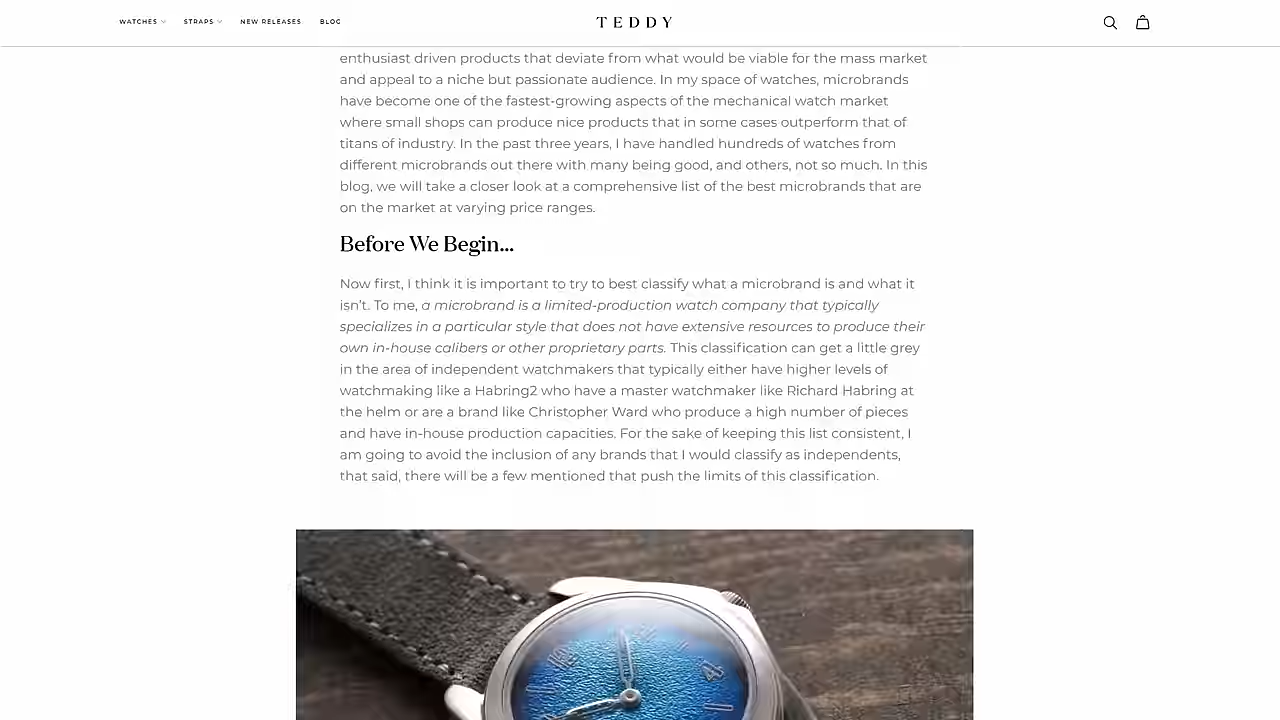 WATCHES STRAPS NEW RELEASES BLOG TEDDY
enthusiast driven products that deviate from what would be viable for the mass market
and appeal to a niche but passionate audience. In my space of watches, microbrands
have become one of the fastest-growing aspects of the mechanical watch market
where small shops can produce nice products that in some cases outperform that of
titans of industry. In the past three years, I have handled hundreds of watches from
different microbrands out there with many being good, and others, not so much. In this
blog, we will take a closer look at a comprehensive list of the best microbrands that are
on the market at varying price ranges.
Before We Begin...
Now first, I think it is important to try to best classify what a microbrand is and what it
isn't. To me, a microbrand is a limited-production watch company that typically
specializes in a particular style that does not have extensive resources to produce their
own in-house calibers or other proprietary parts. This classification can get a little grey
in the area of independent watchmakers that typically either have higher levels of
watchmaking like a Habring2 who have a master watchmaker like Richard Habring at
the helm or are a brand like Christopher Ward who produce a high number of pieces
and have in-house production capacities. For the sake of keeping this list consistent, I
am going to avoid the inclusion of any brands that I would classify as independents,
that said, there will be a few mentioned that push the limits of this classification.